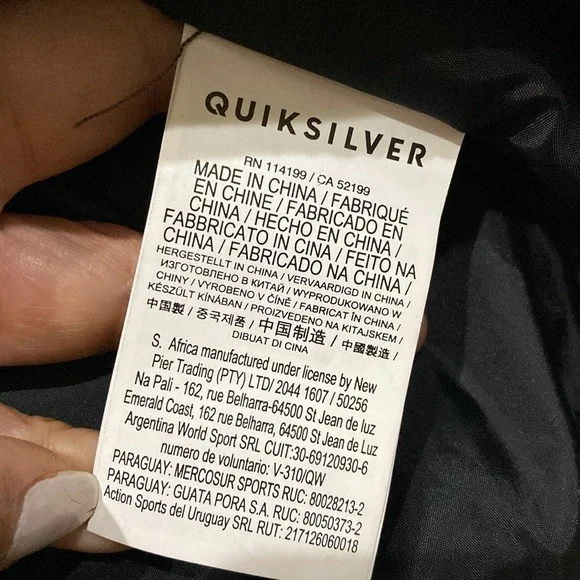 QUIKSILVER
RN 114199 / CA 52199
MADE IN CHINA / FABRIQUÉ
EN CHINE / FABRICADO EN
CHINA / HECHO EN CHINA /
FABBRICATO IN CINA / FEITO NA
CHINA / FABRICADO NA CHINA /
HERGESTELLT IN CHINA / VERVAARDIGD IN CHINA /
ИЗГОТОВЛЕНО В КИТАЙ / WYPRODUKOWANO W
CHINY / VYROBENO V ČÍNĚ / FABRICAT ÎN CHINA /
KÉSZÜLT KÍNÁBAN / PROIZVEDENO NA KITAJSKEM /
中国製 / 중국제품 / 中国制造 / 中國製造 /
DIBUAT DI CINA
S. Africa manufactured under license by New
Pier Trading (PTY) LTD/ 2044 1607 / 50256
Na Pali - 162, rue Belharra-64500 St Jean de luz
Emerald Coast, 162 rue Belharra, 64500 St Jean de Luz
Argentina World Sport SRL CUIT:30-69120930-6
numero de voluntario: V-310/QW
PARAGUAY: MERCOSUR SPORTS RUC: 80028213-2
PARAGUAY: GUATA PORA S.A. RUC: 80050373-2
Action Sports del Uruguay SRL RUT: 217126060018